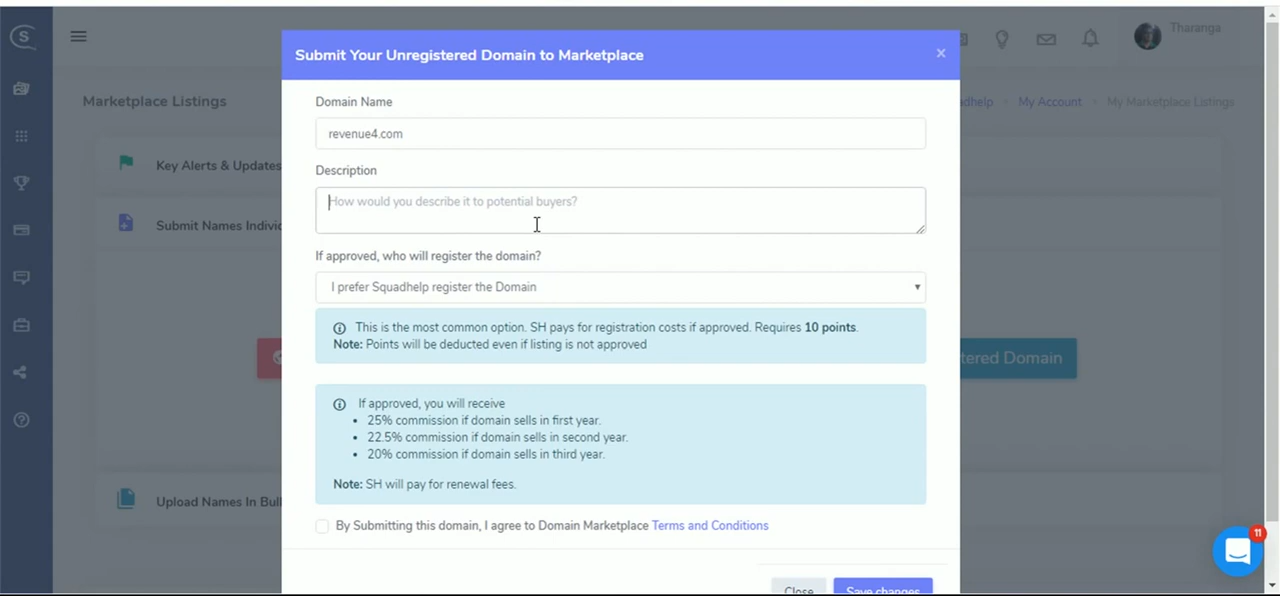 S
Submit Your Unregistered Domain to Marketplace
×
Tharanga
Marketplace Listings
dhelp > My Account > My Marketplace Listings
Domain Name
revenue4.com
Key Alerts & Updates
Description
How would you describe it to potential buyers?
Submit Names Indivi
If approved, who will register the domain?
I prefer Squadhelp register the Domain
This is the most common option. SH pays for registration costs if approved. Requires 10 points.
Note: Points will be deducted even if listing is not approved
tered Domain
If approved, you will receive
• 25% commission if domain sells in first year.
• 22.5% commission if domain sells in second year.
• 20% commission if domain sells in third year.
Note: SH will pay for renewal fees.
Upload Names In Bul
By Submitting this domain, I agree to Domain Marketplace Terms and Conditions
11
Close
Save changes